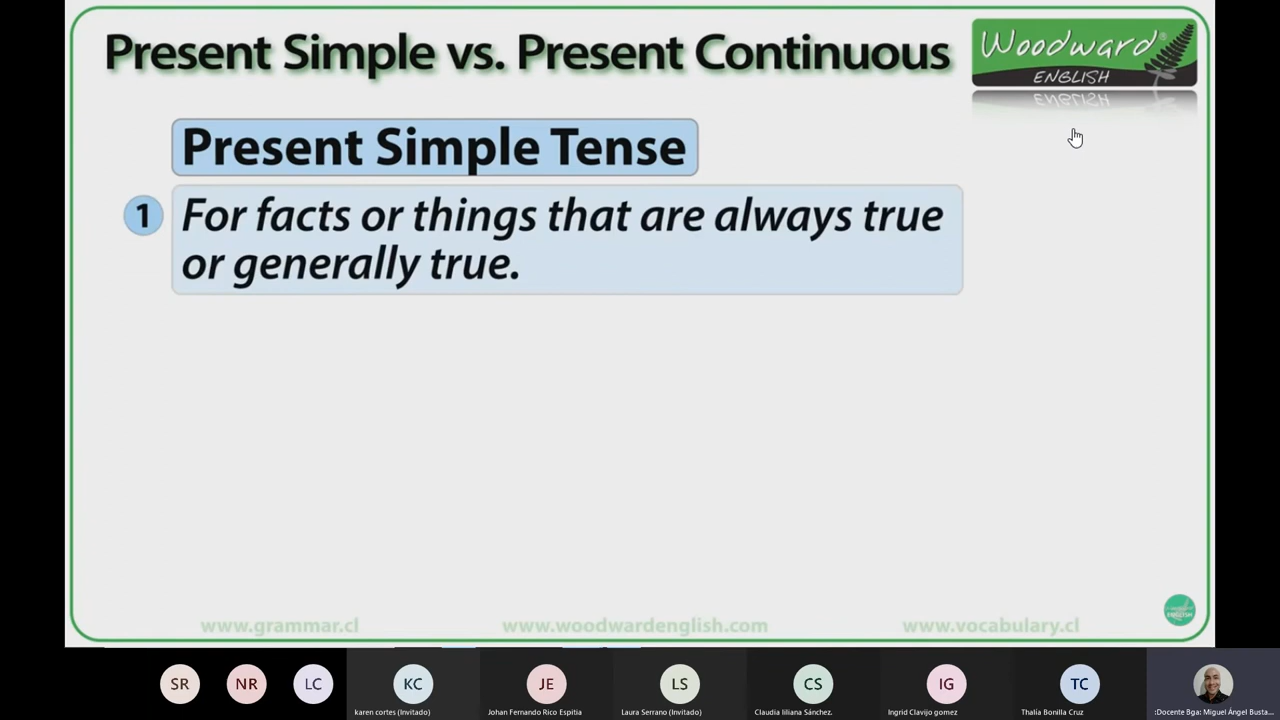 Present Simple vs. Present Continuous
Woodward®
ENGLISH
Present Simple Tense
1
For facts or things that are always true
or generally true.
www.grammar.cl
www.woodwardenglish.com
www.vocabulary.cl
SR
NR
LC
KC
karen cortes (Invitado)
JE
Johan Fernando Rico Espitia
LS
Laura Serrano (Invitado)
CS
Claudia liliana Sánchez.
IG
Ingrid Clavijo gomez
TC
Thalía Bonilla Cruz
:Docente Bga: Miguel Ángel Busta...